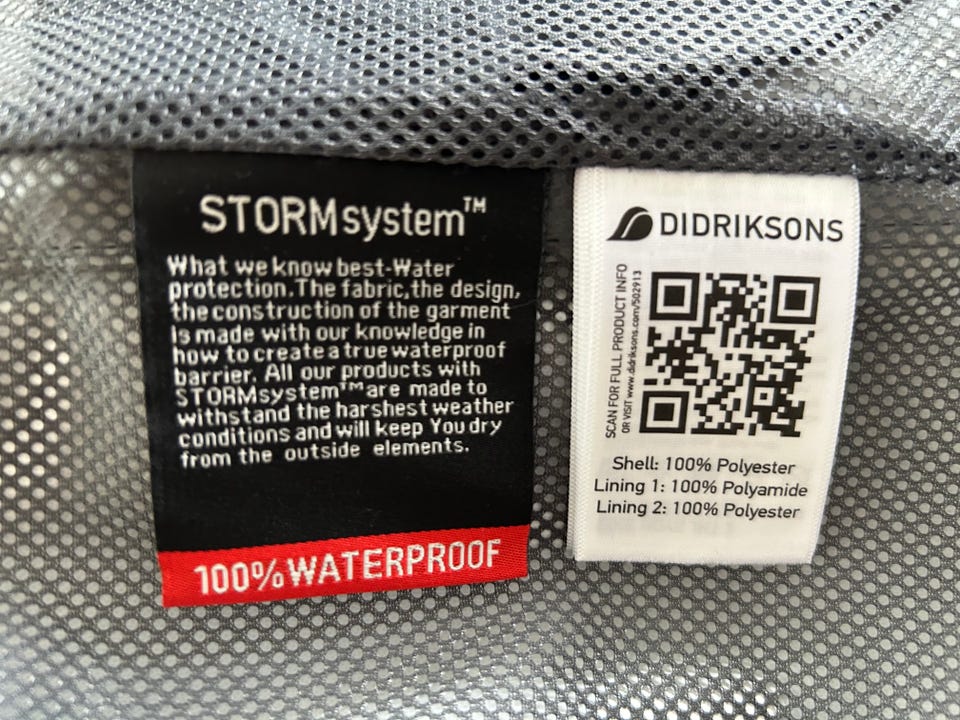 STORMsystem™
What we know best-Water
protection.The fabric,the design,
the construction of the garment
Is made with our knowledge in
how to create a true waterproof
barrier. All our products with
STORMsystem™ are made to
withstand the harshest weather
conditions and will keep You dry
from the outside elements.
100% WATERPROOF
DIDRIKSONS
SCAN FOR FULL PRODUCT INFO
OR VISIT www.didriksons.com/502913
Shell: 100% Polyester
Lining 1: 100% Polyamide
Lining 2: 100% Polyester